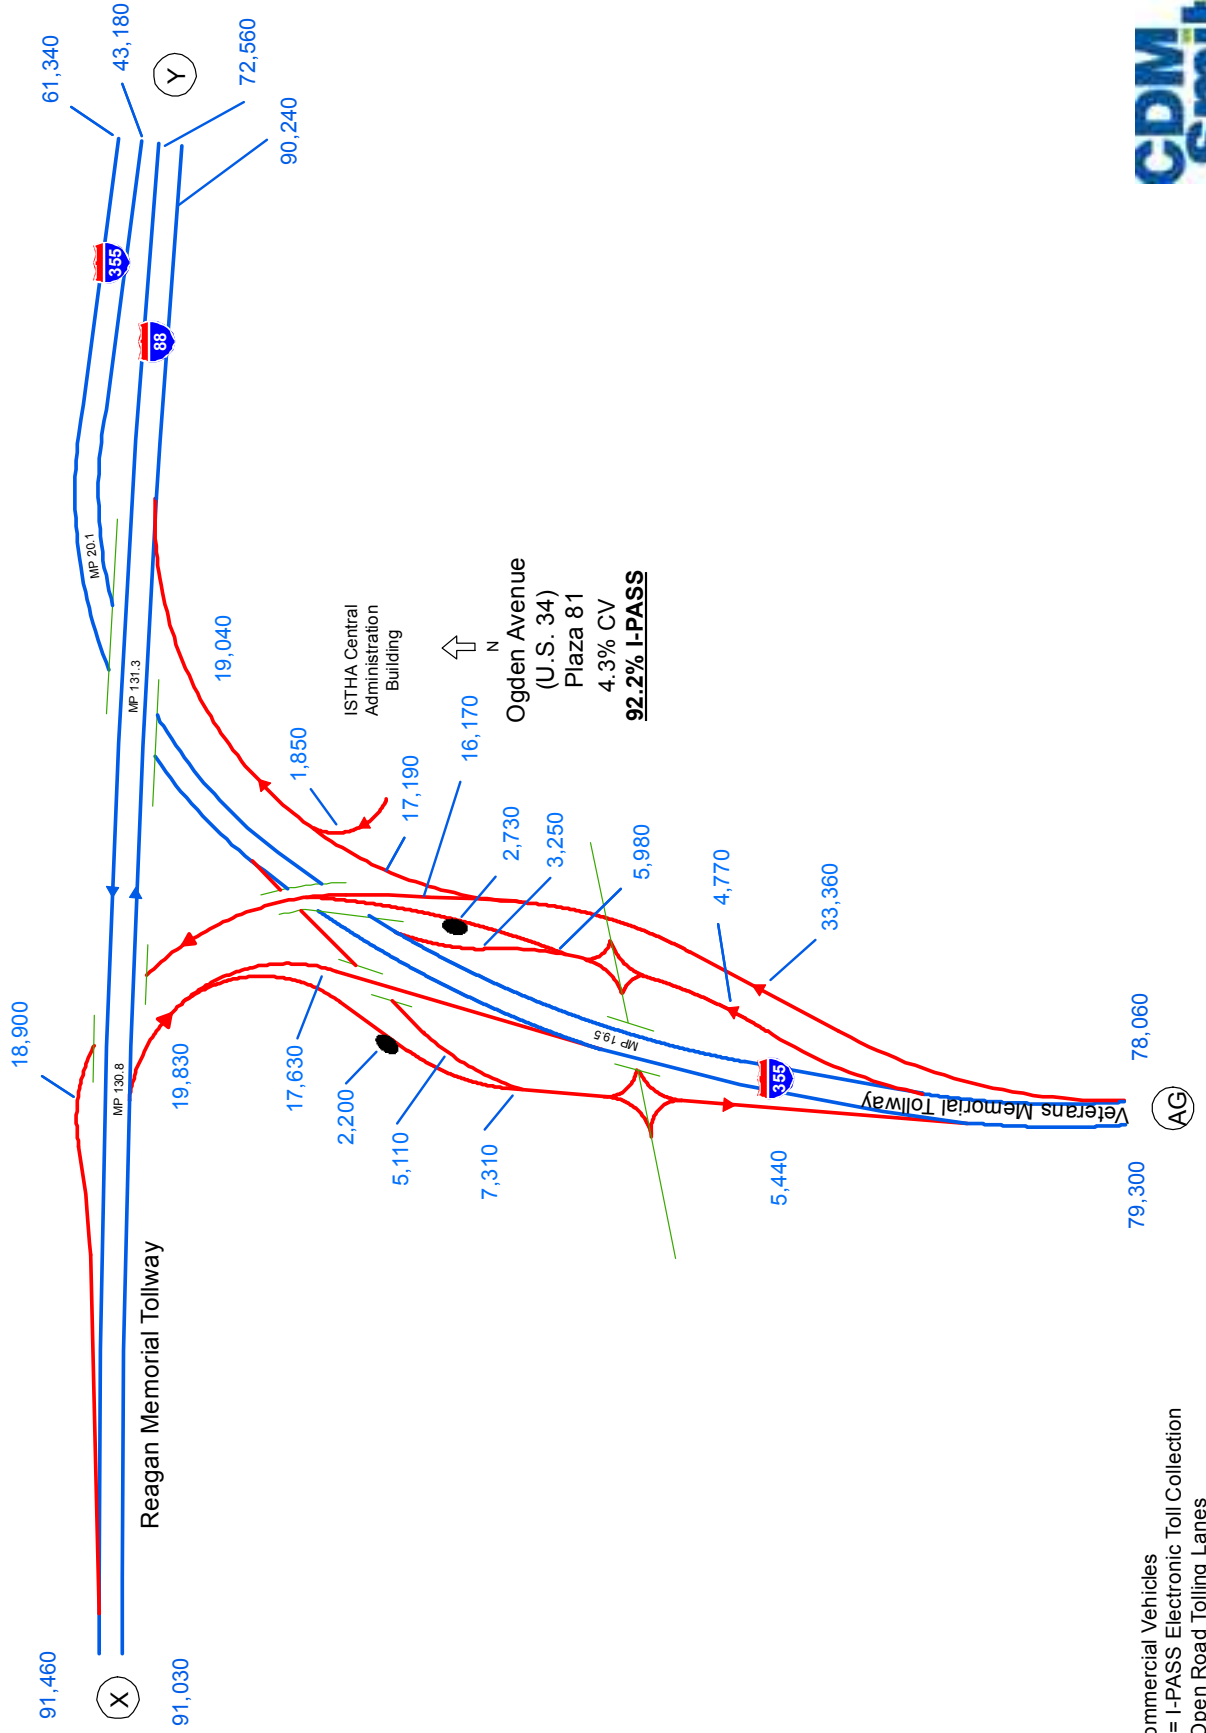 61,340
43,180
Y
72,560
90,240
355
88
MP 20.1
MP 131.3
19,040
ISTHA Central
Administration
Building
N
Ogden Avenue
(U.S. 34)
Plaza 81
4.3% CV
92.2% I-PASS
1,850
17,190
16,170
2,730
3,250
5,980
4,770
33,360
18,900
MP 130.8
19,830
17,630
2,200
5,110
7,310
MP 19.5
355
5,440
Veterans Memorial Tollway
78,060
AG
79,300
Reagan Memorial Tollway
91,460
X
91,030
CDM
Smith
ommercial Vehicles
= I-PASS Electronic Toll Collection
Open Road Tolling Lanes